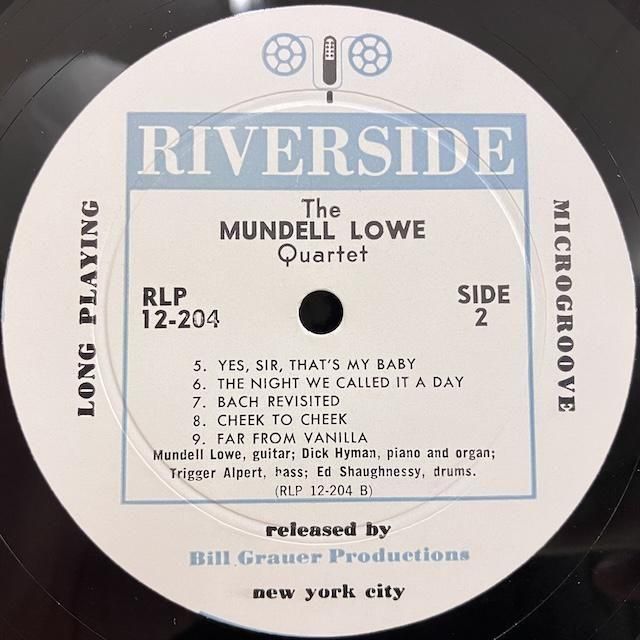 RIVERSIDE
The
MUNDELL LOWE
Quartet
RLP
12-204
SIDE
2
LONG PLAYING
MICROGROOVE
5. YES, SIR, THAT'S MY BABY
6. THE NIGHT WE CALLED IT A DAY
7. BACH REVISITED
8. CHEEK TO CHEEK
9. FAR FROM VANILLA
Mundell Lowe, guitar; Dick Hyman, piano and organ;
Trigger Alpert, bass; Ed Shaughnessy, drums.
(RLP 12-204 B)
released by
Bill Grauer Productions
new york city